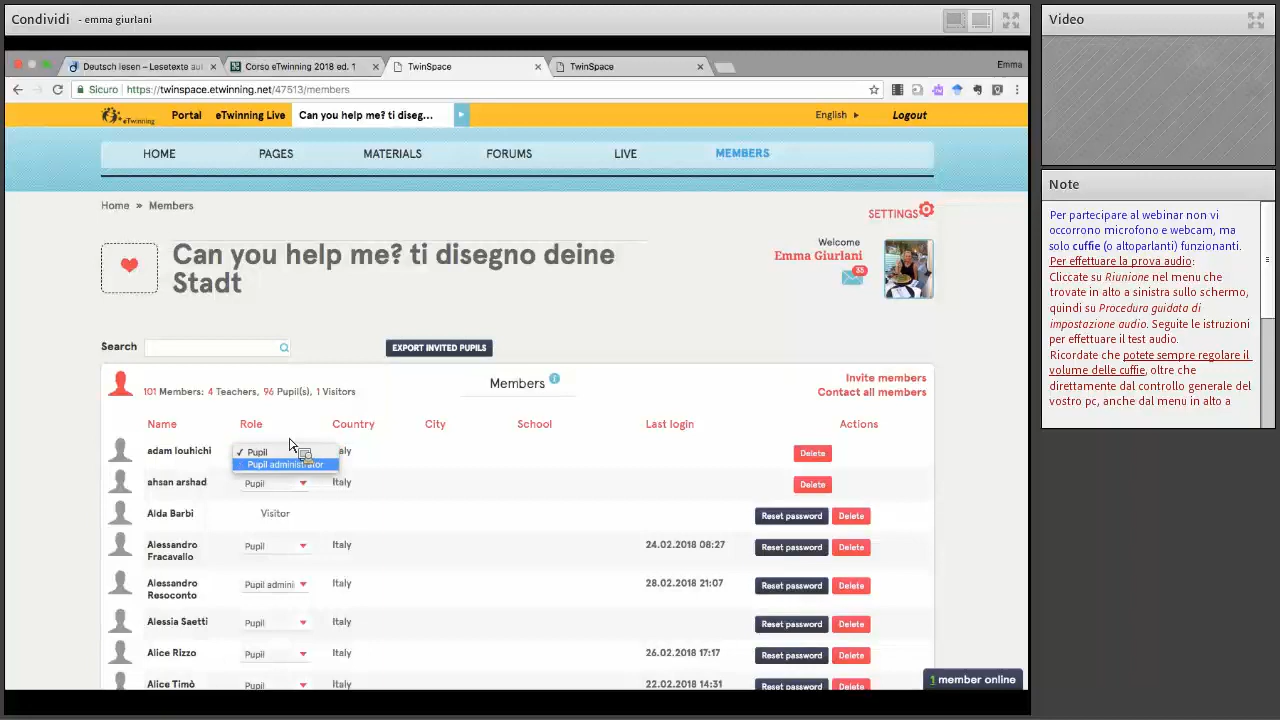 Condividi - emma giurlani
Deutsch lesen – Lesetexte auf
Corso eTwinning 2018 ed. 1
TwinSpace
TwinSpace
Emma
Sicuro
https://twinspace.etwinning.net/47513/members
eTwinning
Portal
eTwinning Live
Can you help me? ti diseg...
English
Logout
HOME
PAGES
MATERIALS
FORUMS
LIVE
MEMBERS
Home » Members
SETTINGS
Can you help me? ti disegno deine
Stadt
Welcome
Emma Giurlani
35
Search
EXPORT INVITED PUPILS
101 Members: 4 Teachers, 96 Pupil(s), 1 Visitors
Members
Invite members
Contact all members
Name Role Country City School Last login Actions
adam louhichi ✓ Pupil Delete
Pupil administrator
ahsan arshad Pupil Italy Delete
Alda Barbi Visitor Reset password Delete
Alessandro Fracavallo Pupil Italy 24.02.2018 08:27 Reset password Delete
Alessandro Resoconto Pupil admini Italy 28.02.2018 21:07 Reset password Delete
Alessia Saetti Pupil Italy Reset password Delete
Alice Rizzo Pupil Italy 26.02.2018 17:17 Reset password Delete
Alice Timò Pupil Italy 22.02.2018 14:31 Reset password Delete
1 member online
Video
Note
Per partecipare al webinar non vi
occorrono microfono e webcam, ma
solo cuffie (o altoparlanti) funzionanti.
Per effettuare la prova audio:
Cliccate su Riunione nel menu che
trovate in alto a sinistra sullo schermo,
quindi su Procedura guidata di
impostazione audio. Seguite le istruzioni
per effettuare il test audio.
Ricordate che potete sempre regolare il
volume delle cuffie, oltre che
direttamente dal controllo generale del
vostro pc, anche dal menu in alto a